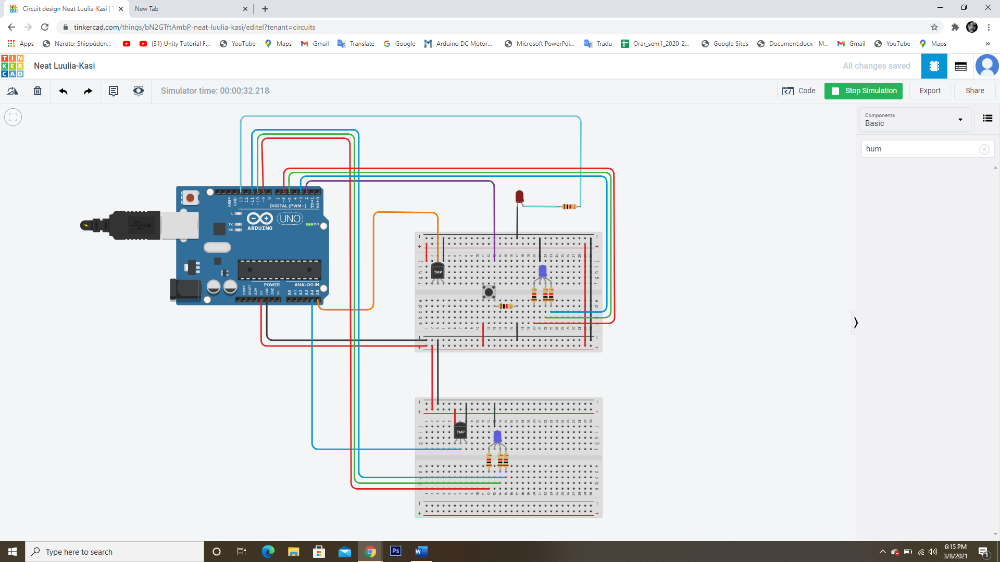 Circuit design Neat Luulia-Kasi |
New Tab
tinkercad.com/things/bN2GTftAmbP-neat-luulia-kasi/editel?tenant=circuits
Apps
Naruto: Shippûden...
(31) Unity Tutorial F...
YouTube
Maps
Gmail
Translate
Google
Arduino DC Motor...
Microsoft PowerPoi...
Tradu
Orar_sem1_2020-2...
Google Sites
Document.docx - M...
Gmail
YouTube
Maps
»
TIN
KER
CAD
Neat Luulia-Kasi
All changes saved
Simulator time: 00:00:32.218
Code
Stop Simulation
Export
Share
Components
Basic
hum
AREF
GND
13
12
~11
~10
~9
8
7
~6
~5
4
~3
2
TX→1
RX←0
DIGITAL (PWM~)
L
TX
RX
ARDUINO
UNO
ON
POWER
ANALOG IN
IOREF
RESET
3.3V
5V
GND
GND
Vin
A0
A1
A2
A3
A4
A5
TMP
TMP
Type here to search
Ps
W
6:15 PM
3/8/2021
1